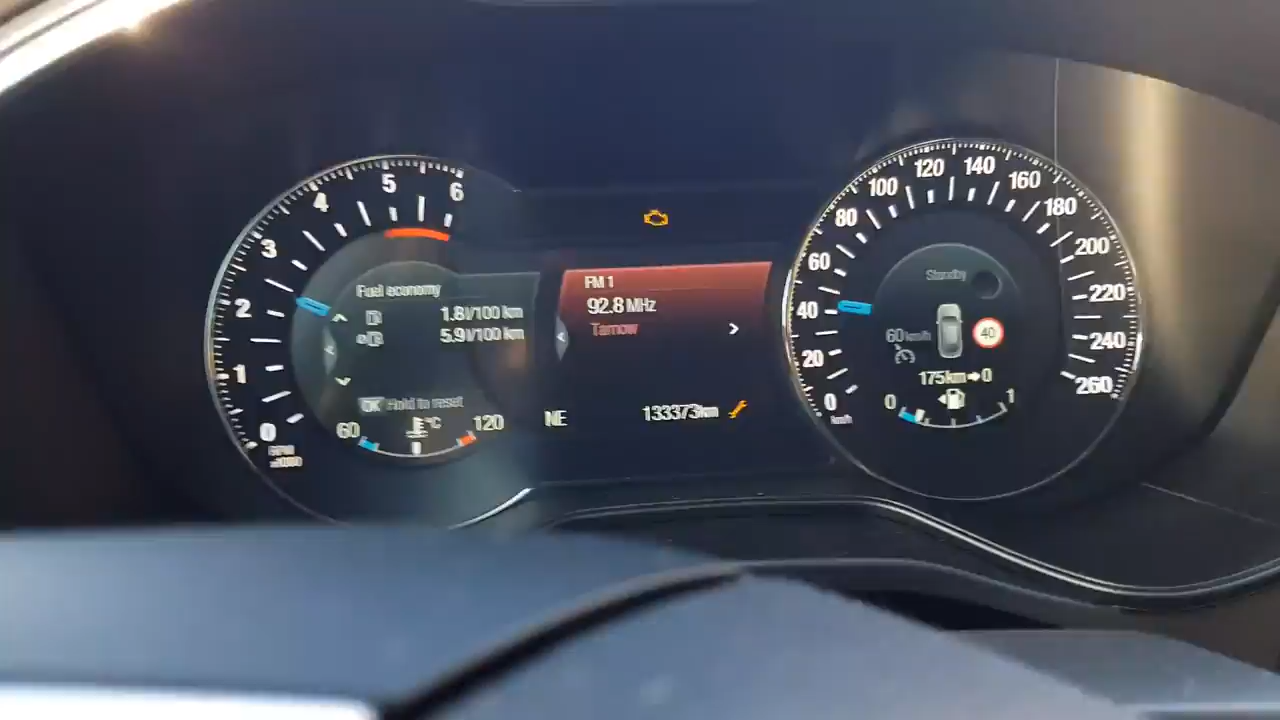 0
1
2
3
4
5
6
RPM
x1000
Fuel economy
1.8l/100 km
5.9l/100 km
OK Hold to reset
60
°C
120
FM 1
92.8 MHz
Tarnow
NE
133373km
0
20
40
60
80
100
120
140
160
180
200
220
240
260
km/h
Standby
60 km/h
40
175km→0
0
1